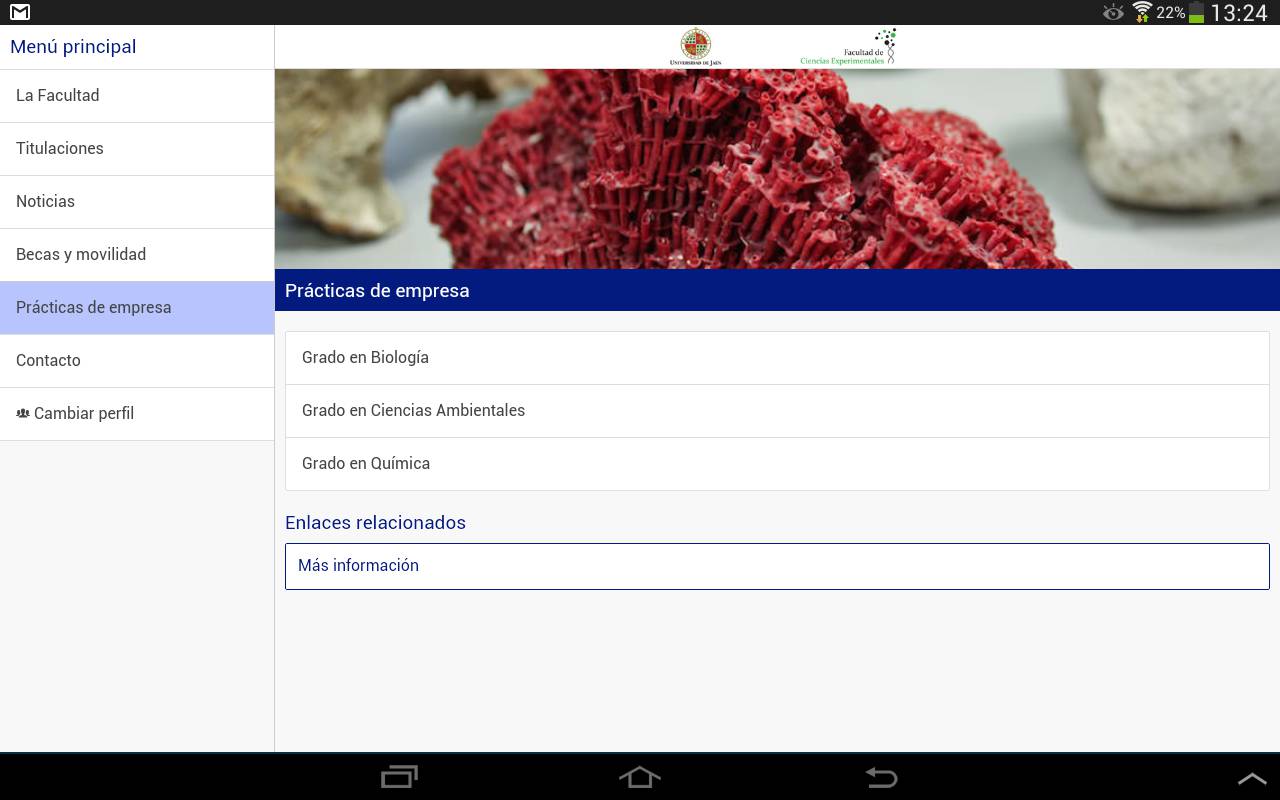 22%
13:24
Menú principal
UNIVERSIDAD DE JAÉN
Facultad de
Ciencias Experimentales
La Facultad
Titulaciones
Noticias
Becas y movilidad
Prácticas de empresa
Contacto
Cambiar perfil
Prácticas de empresa
Grado en Biología
Grado en Ciencias Ambientales
Grado en Química
Enlaces relacionados
Más información